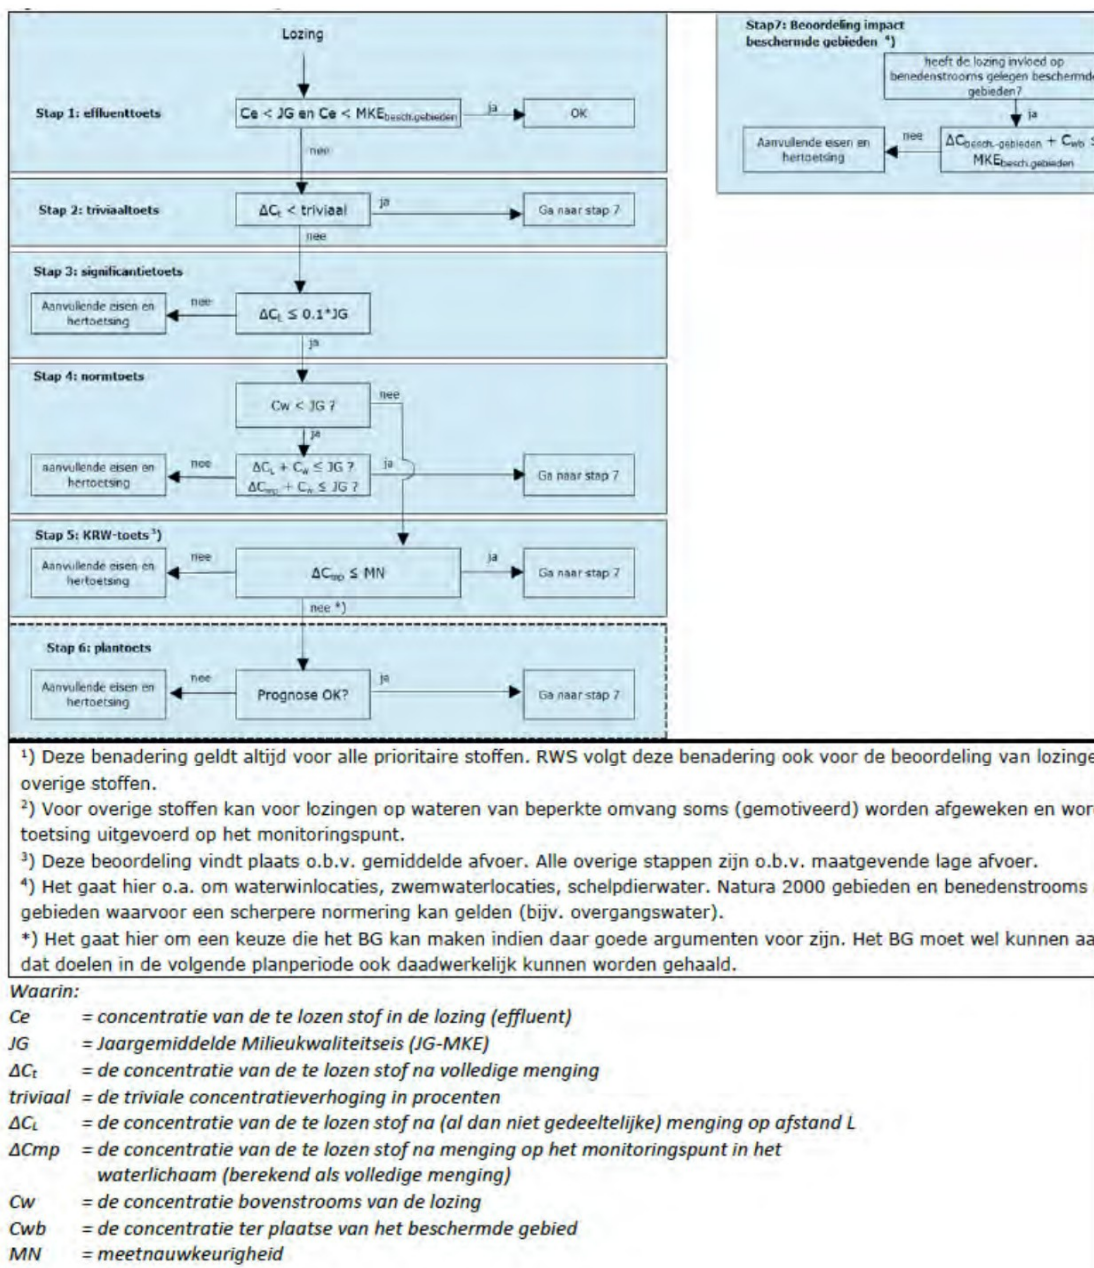 Lozing
Stap 1: effluenttoets
Ce < JG en Ce < MKEbesch.gebieden
ja
OK
nee
Stap 2: triviaaltoets
ΔCt < triviaal
ja
Ga naar stap 7
nee
Stap 3: significantietoets
Aanvullende eisen en
hertoetsing
nee
ΔCL ≤ 0.1*JG
ja
Stap 4: normtoets
Cw < JG ?
nee
ja
aanvullende eisen en
hertoetsing
nee
ΔCL + Cw ≤ JG ?
ΔCmp + Cw ≤ JG ?
ja
Ga naar stap 7
Stap 5: KRW-toets³)
Aanvullende eisen en
hertoetsing
nee
ΔCmp ≤ MN
ja
Ga naar stap 7
nee *)
Stap 6: plantoets
Aanvullende eisen en
hertoetsing
nee
Prognose OK?
ja
Ga naar stap 7
Stap7: Beoordeling impact
beschermde gebieden ⁴)
heeft de lozing invloed op
benedenstrooms gelegen beschermde
gebieden?
ja
Aanvullende eisen en
hertoetsing
nee
ΔCbesch.-gebieden + Cwb ≤
MKEbesch.gebieden
¹) Deze benadering geldt altijd voor alle prioritaire stoffen. RWS volgt deze benadering ook voor de beoordeling van lozinge
overige stoffen.
²) Voor overige stoffen kan voor lozingen op wateren van beperkte omvang soms (gemotiveerd) worden afgeweken en wor
toetsing uitgevoerd op het monitoringspunt.
³) Deze beoordeling vindt plaats o.b.v. gemiddelde afvoer. Alle overige stappen zijn o.b.v. maatgevende lage afvoer.
⁴) Het gaat hier o.a. om waterwinlocaties, zwemwaterlocaties, schelpdierwater. Natura 2000 gebieden en benedenstrooms
gebieden waarvoor een scherpere normering kan gelden (bijv. overgangswater).
*) Het gaat hier om een keuze die het BG kan maken indien daar goede argumenten voor zijn. Het BG moet wel kunnen aa
dat doelen in de volgende planperiode ook daadwerkelijk kunnen worden gehaald.
Waarin:
Ce = concentratie van de te lozen stof in de lozing (effluent)
JG = Jaargemiddelde Milieukwaliteitseis (JG-MKE)
ΔCt = de concentratie van de te lozen stof na volledige menging
triviaal = de triviale concentratieverhoging in procenten
ΔCL = de concentratie van de te lozen stof na (al dan niet gedeeltelijke) menging op afstand L
ΔCmp = de concentratie van de te lozen stof na menging op het monitoringspunt in het
waterlichaam (berekend als volledige menging)
Cw = de concentratie bovenstrooms van de lozing
Cwb = de concentratie ter plaatse van het beschermde gebied
MN = meetnauwkeurigheid